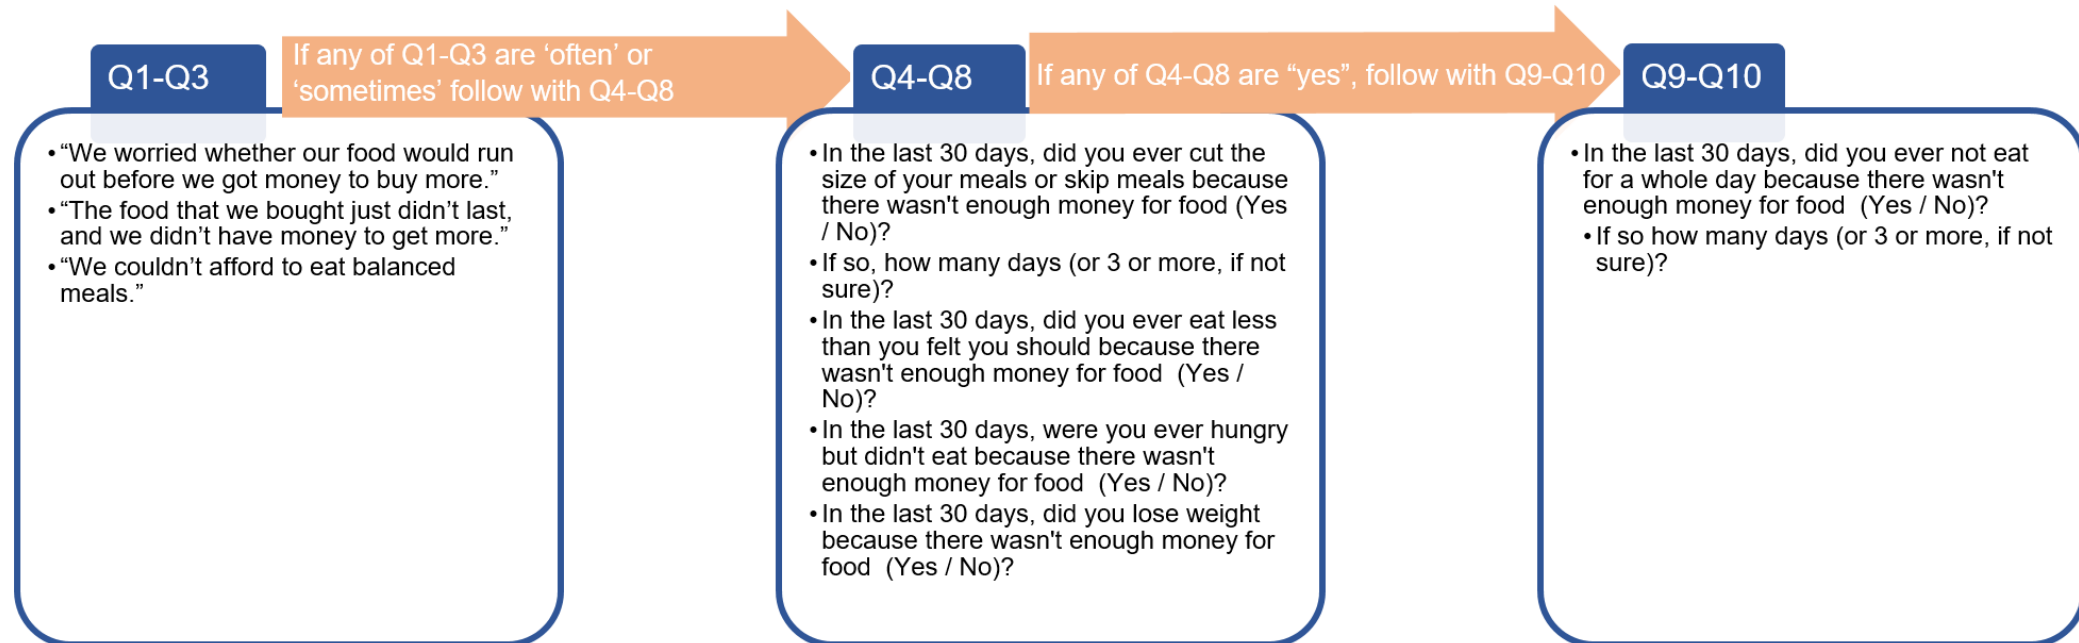 Q1-Q3
If any of Q1-Q3 are ‘often’ or
‘sometimes’ follow with Q4-Q8
•“We worried whether our food would run
out before we got money to buy more.”
•“The food that we bought just didn’t last,
and we didn’t have money to get more.”
•“We couldn’t afford to eat balanced
meals.”
Q4-Q8
If any of Q4-Q8 are “yes”, follow with Q9-Q10
•In the last 30 days, did you ever cut the
size of your meals or skip meals because
there wasn't enough money for food (Yes
/ No)?
•If so, how many days (or 3 or more, if not
sure)?
•In the last 30 days, did you ever eat less
than you felt you should because there
wasn't enough money for food  (Yes /
No)?
•In the last 30 days, were you ever hungry
but didn't eat because there wasn't
enough money for food  (Yes / No)?
•In the last 30 days, did you lose weight
because there wasn't enough money for
food  (Yes / No)?
Q9-Q10
•In the last 30 days, did you ever not eat
for a whole day because there wasn't
enough money for food  (Yes / No)?
•If so how many days (or 3 or more, if not
sure)?